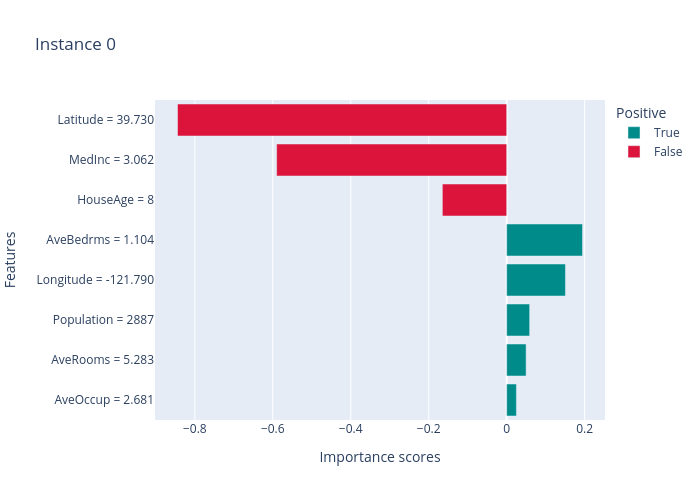 Instance 0
Positive
True
False
Features
Latitude = 39.730
MedInc = 3.062
HouseAge = 8
AveBedrms = 1.104
Longitude = -121.790
Population = 2887
AveRooms = 5.283
AveOccup = 2.681
−0.8 −0.6 −0.4 −0.2 0 0.2
Importance scores